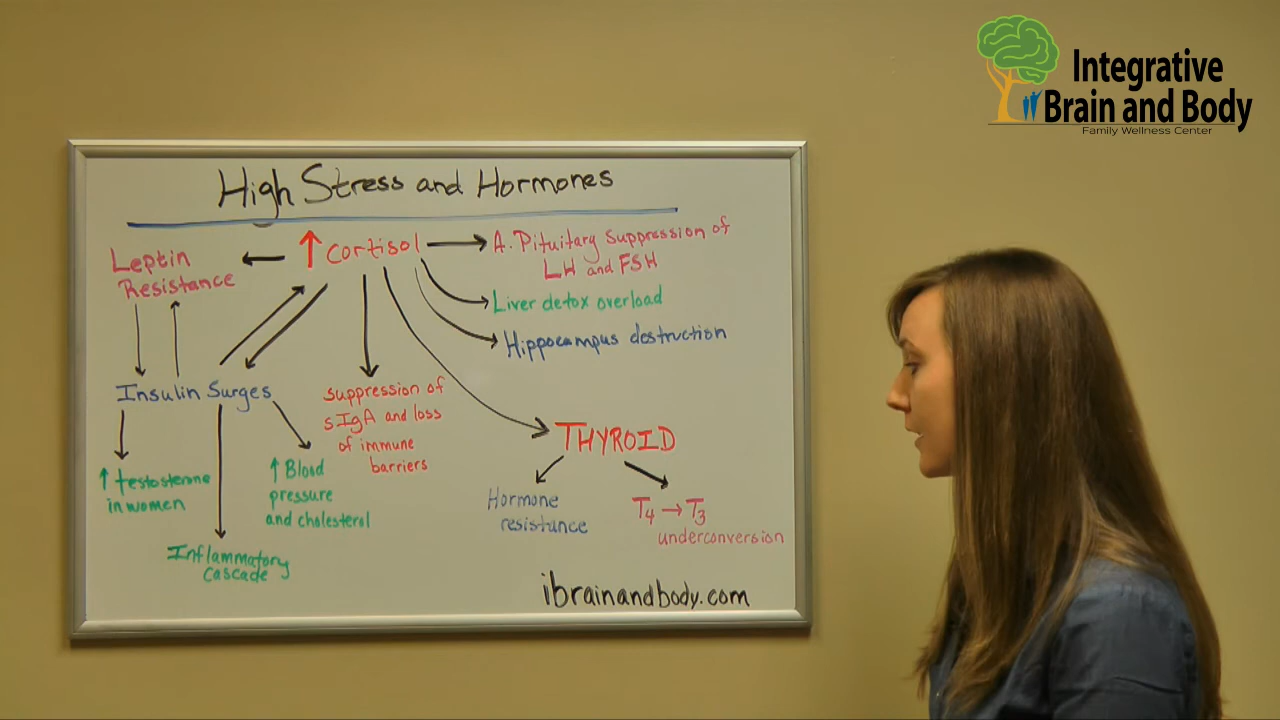 Integrative
Brain and Body
Family Wellness Center
High Stress and Hormones
↑ Cortisol
Leptin
Resistance
A. Pituitary suppression of
LH and FSH
Liver detox overload
Hippocampus destruction
Insulin Surges
suppression of
sIgA and loss
of immune
barriers
THYROID
↑ testosterone
in women
↑ Blood
pressure
and cholesterol
Inflammatory
cascade
Hormone
resistance
T4 → T3
underconversion
ibrainandbody.com